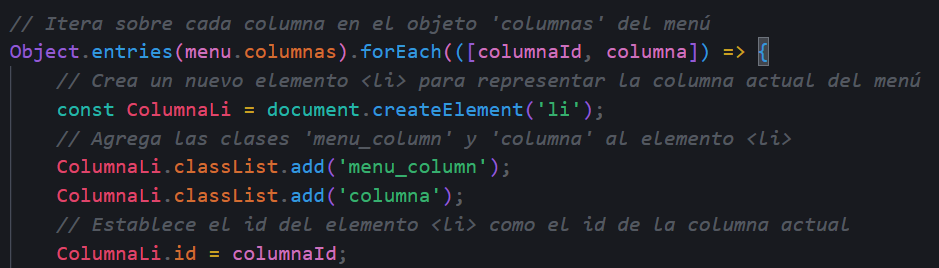 // Itera sobre cada columna en el objeto 'columnas' del menú
Object.entries(menu.columnas).forEach(([columnaId, columna]) => {
// Crea un nuevo elemento <li> para representar la columna actual del menú
const ColumnaLi = document.createElement('li');
// Agrega las clases 'menu_column' y 'columna' al elemento <li>
ColumnaLi.classList.add('menu_column');
ColumnaLi.classList.add('columna');
// Establece el id del elemento <li> como el id de la columna actual
ColumnaLi.id = columnaId;